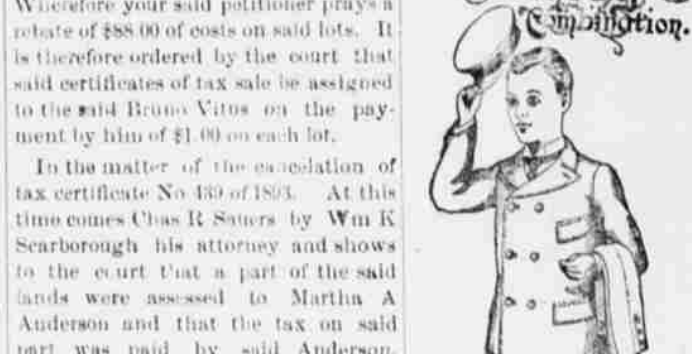 Wherefore your said petitioner prays a
rebate of $88.00 of costs on said lots. It
is therefore ordered by the court that
said certificates of tax sale be assigned
to the said Bruno Vitus on the pay-
ment by him of $1.00 on each lot.
In the matter of the cancelation of
tax certificate No 439 of 1893. At this
time comes Chas R Sauers by Wm K
Scarborough his attorney and shows
to the court that a part of the said
lands were assessed to Martha A
Anderson and that the tax on said
part was paid by said Anderson.
Combination.